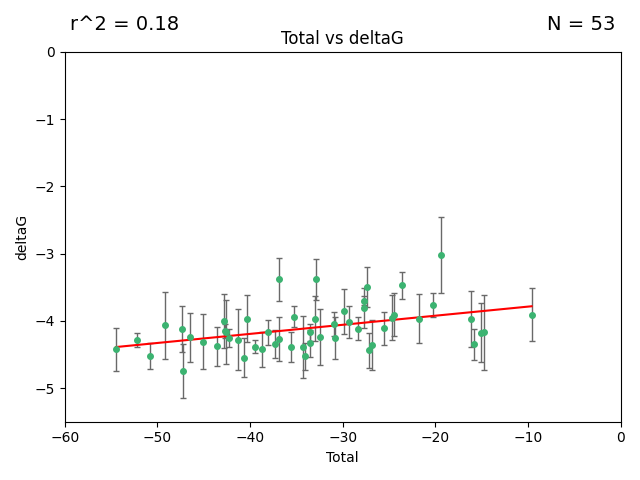 r^2 = 0.18
N = 53
Total vs deltaG
0
−1
−2
−3
−4
−5
deltaG
−60 −50 −40 −30 −20 −10 0
Total